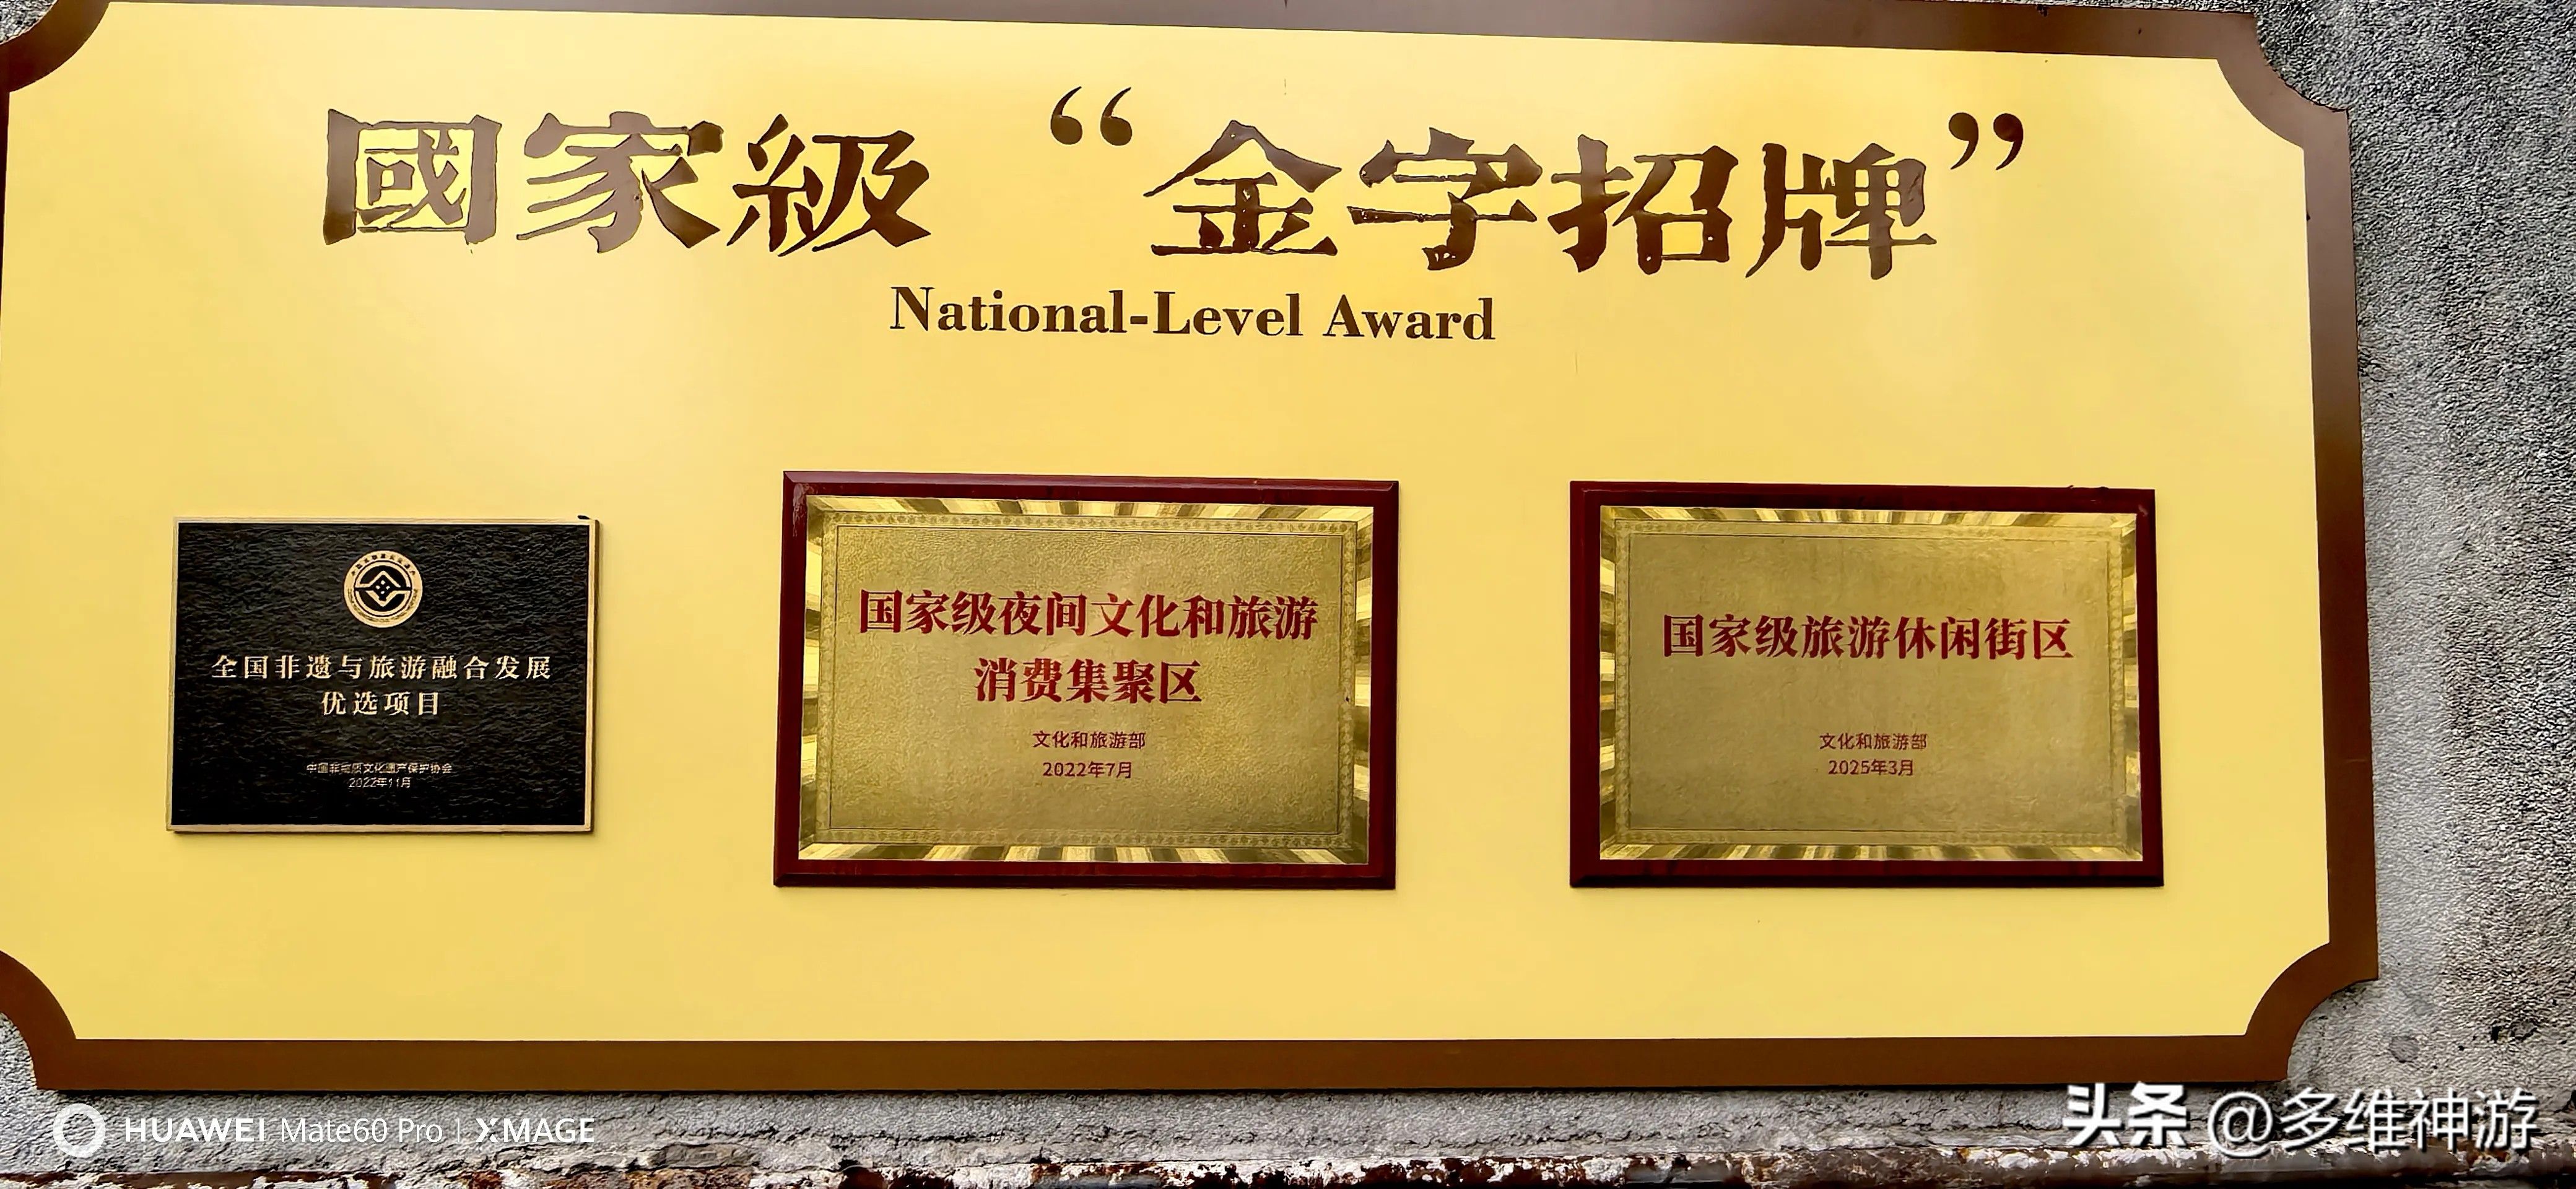 國家級 “金字招牌”
National-Level Award
全国非遗与旅游融合发展
优选项目
中国非物质文化遗产保护协会
2022年11月
国家级夜间文化和旅游
消费集聚区
文化和旅游部
2022年7月
国家级旅游休闲街区
文化和旅游部
2025年3月
HUAWEI Mate60 Pro | XMAGE
头条 @多维神游